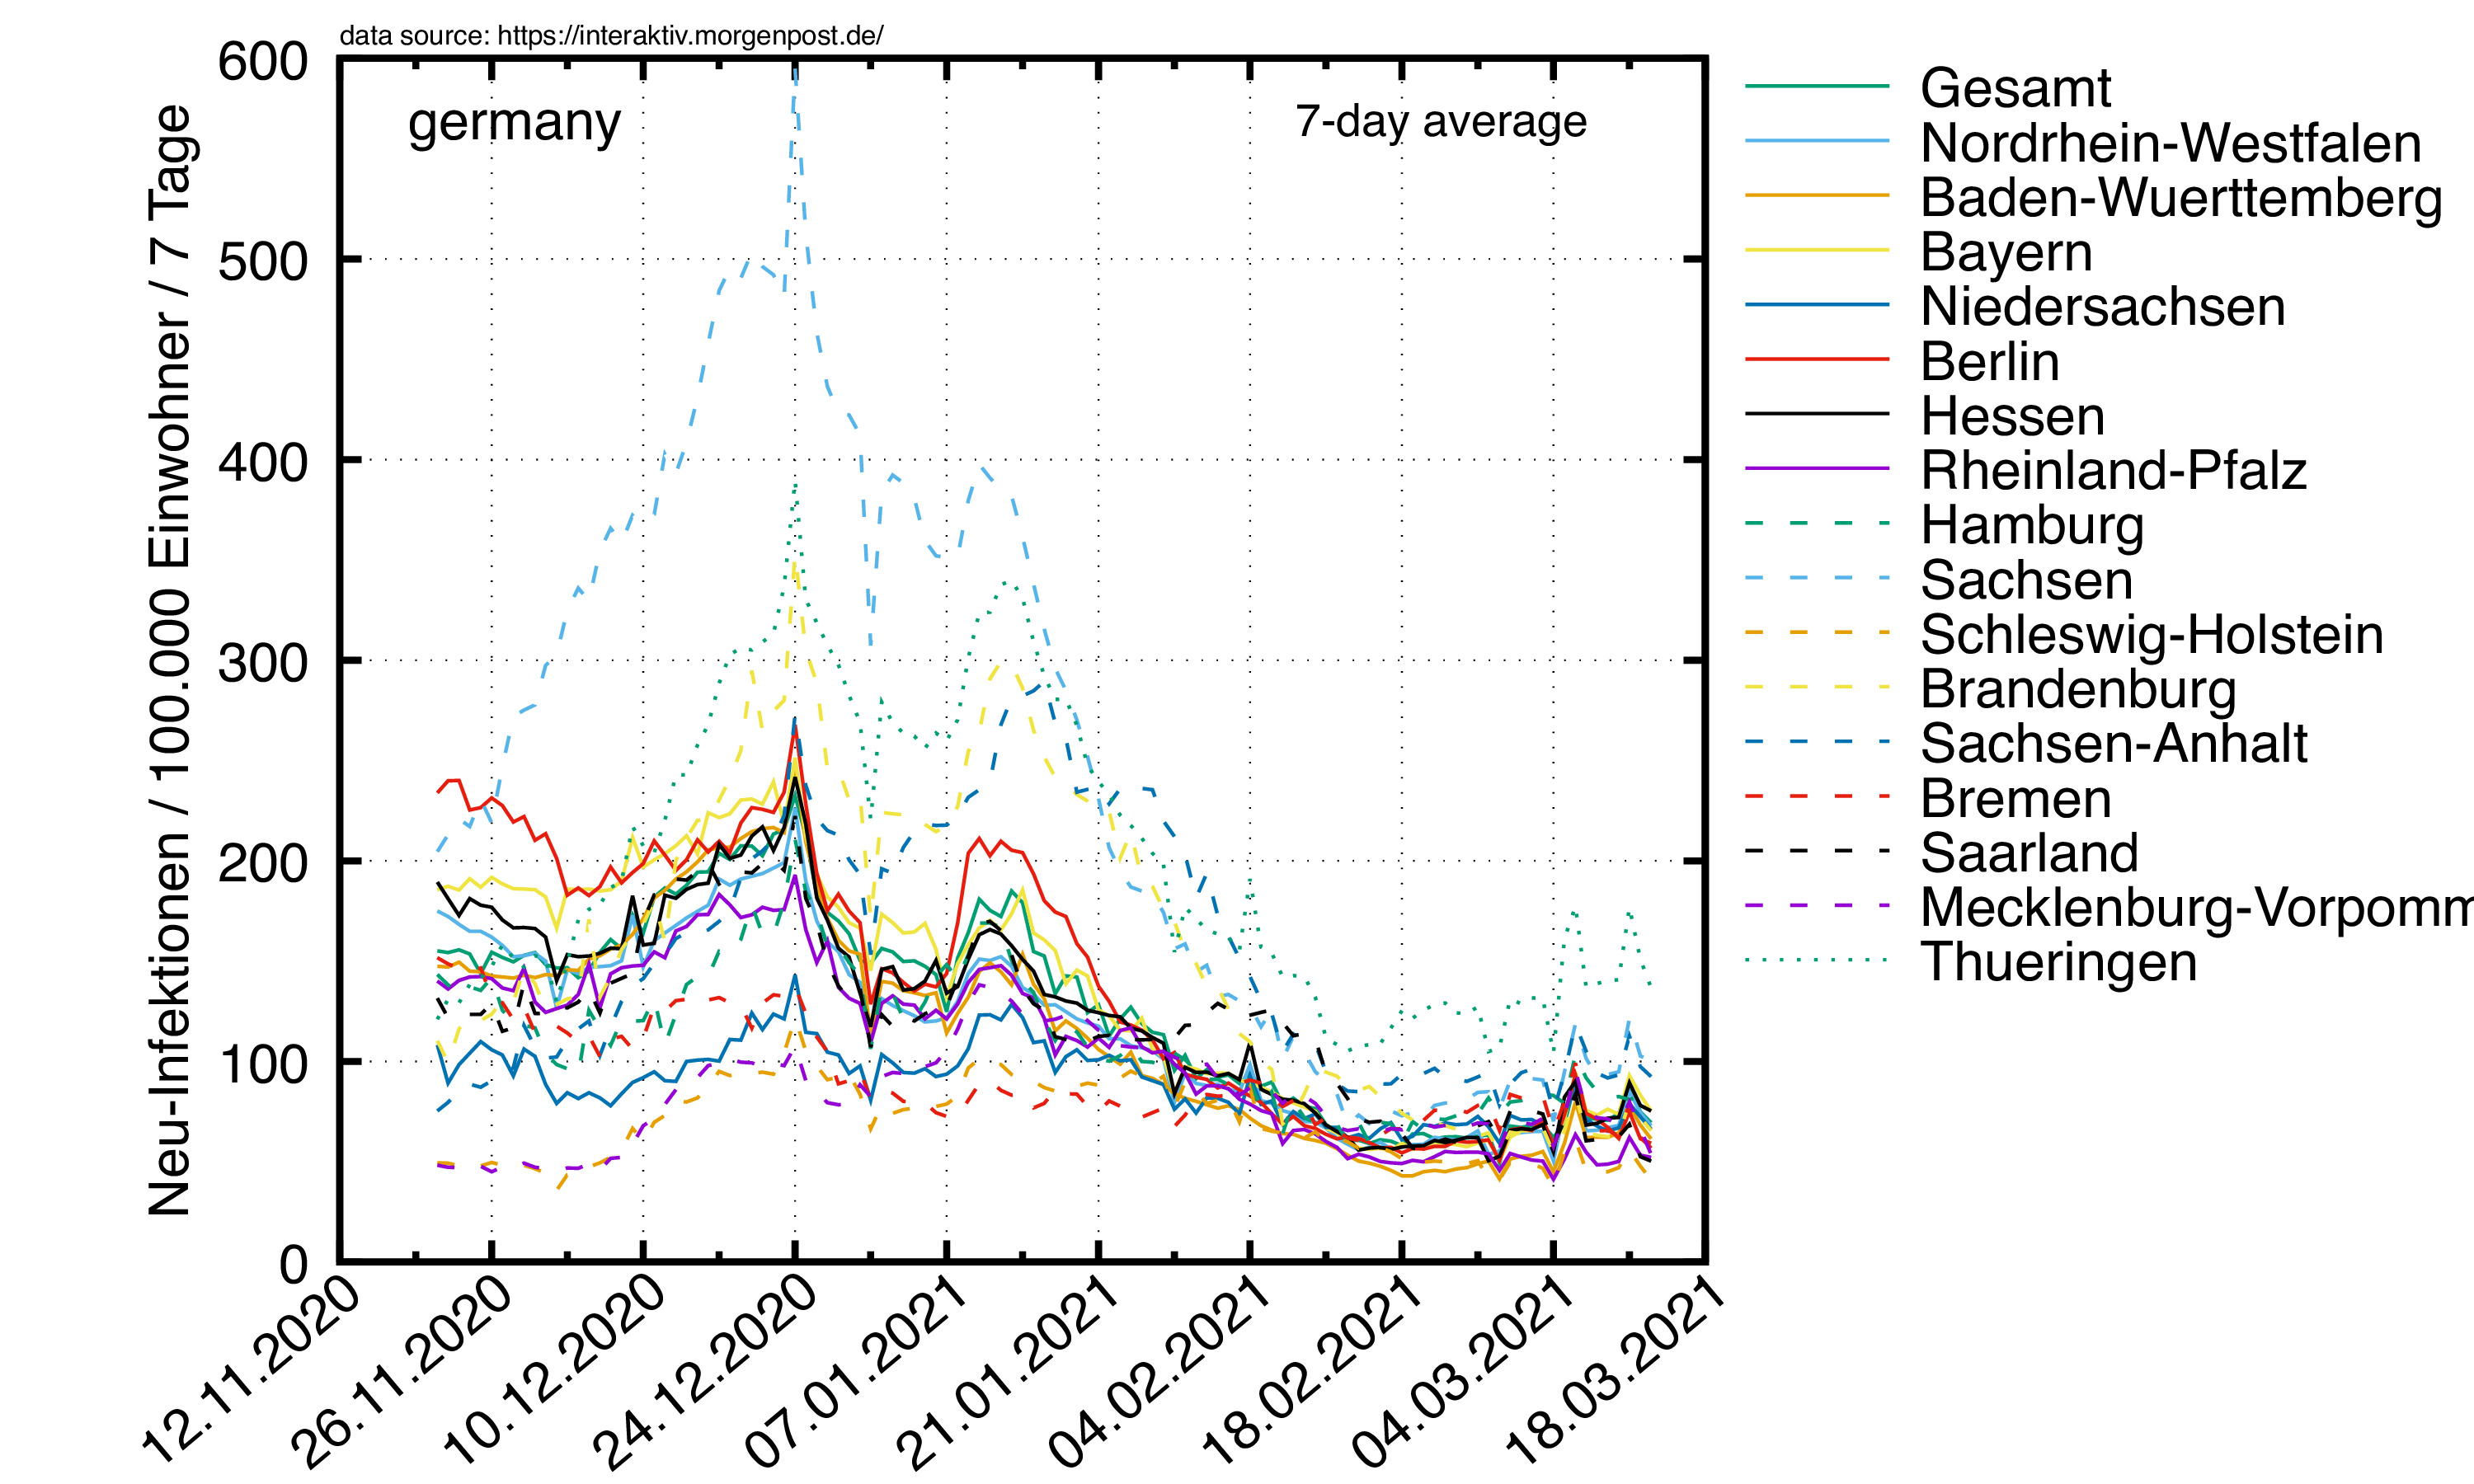 data source: https://interaktiv.morgenpost.de/
germany
7-day average
Neu-Infektionen / 100.000 Einwohner / 7 Tage
600
500
400
300
200
100
0
12.11.2020
26.11.2020
10.12.2020
24.12.2020
07.01.2021
21.01.2021
04.02.2021
18.02.2021
04.03.2021
18.03.2021
Gesamt
Nordrhein-Westfalen
Baden-Wuerttemberg
Bayern
Niedersachsen
Berlin
Hessen
Rheinland-Pfalz
Hamburg
Sachsen
Schleswig-Holstein
Brandenburg
Sachsen-Anhalt
Bremen
Saarland
Mecklenburg-Vorpomm
Thueringen